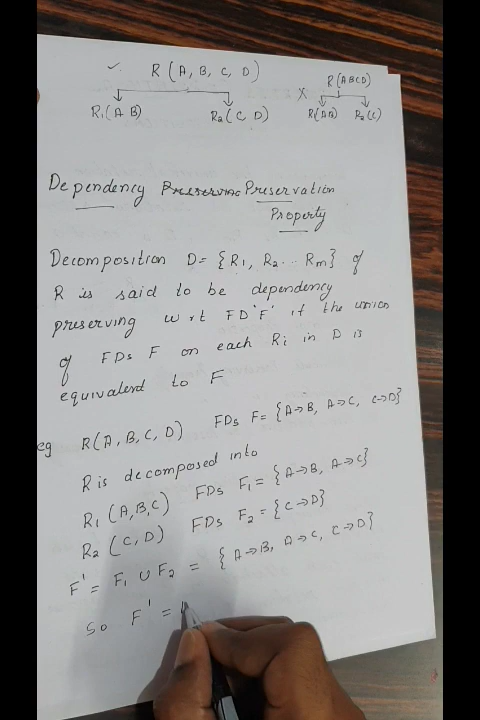 ✓ R (A, B, C, D)
R1(A B) R2(C, D)
X R(ABCD)
R(AB) R2(C)
Dependency Preservation
Property
Decomposition D= {R1, R2... Rm} of
R is said to be dependency
preserving wrt FD 'F' if the union
of FDs F on each Ri in D is
equivalend to F
eg R(A, B, C, D) FDs F= {A→B, A→C, C→D}
R is decomposed into
R1 (A,B,C) FDs F1= {A→B, A→C}
R2 (C, D) FDs F2 = {C→D}
F' = F1 ∪ F2 = {A→B, A→C, C→D}
So F' =